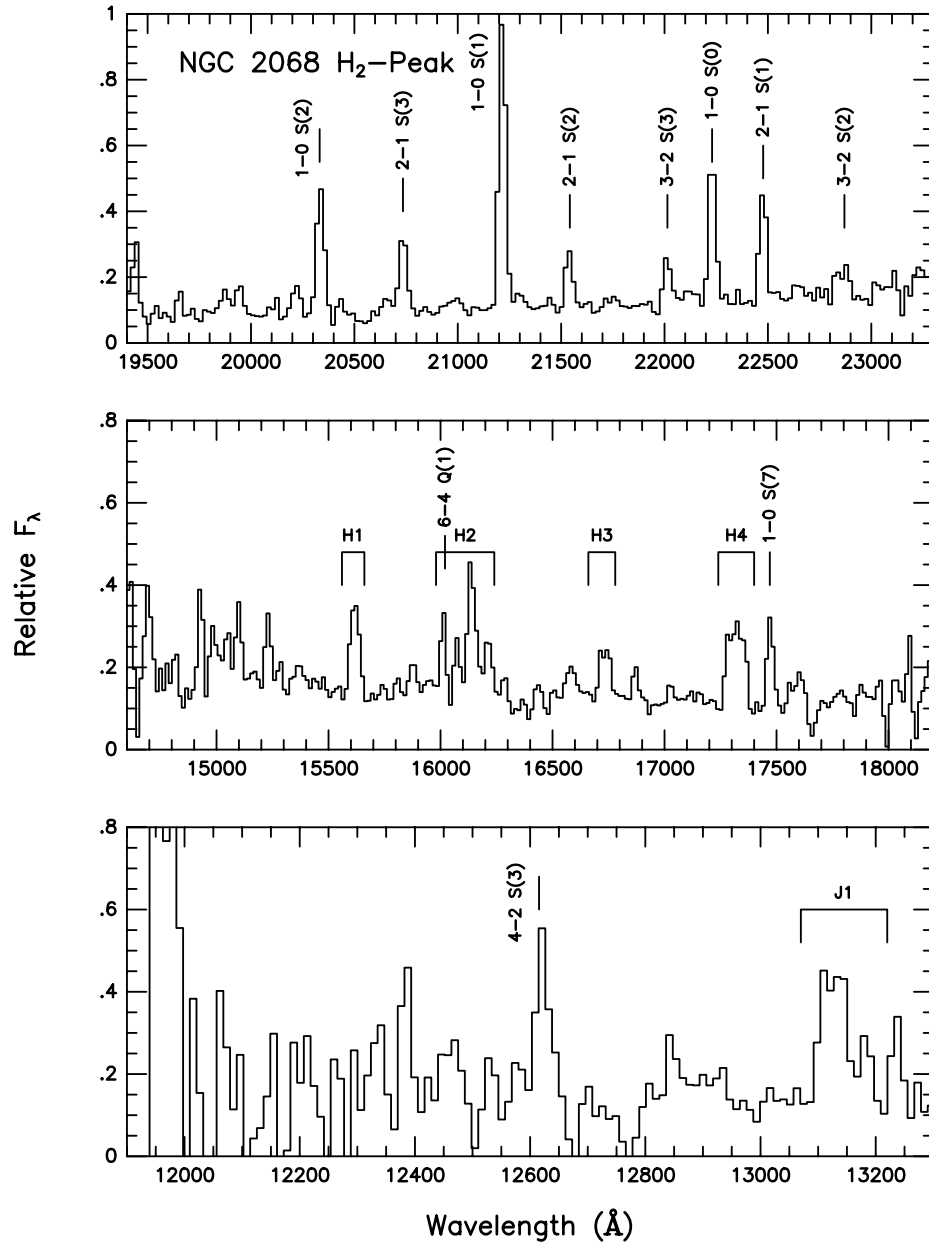 NGC 2068 H₂–Peak
1–0 S(2)
2–1 S(3)
1–0 S(1)
2–1 S(2)
3–2 S(3)
1–0 S(0)
2–1 S(1)
3–2 S(2)
1
.8
.6
.4
.2
0
19500 20000 20500 21000 21500 22000 22500 23000
Relative F_λ
.8
.6
.4
.2
0
H1
6–4 Q(1)
H2
H3
H4
1–0 S(7)
15000 15500 16000 16500 17000 17500 18000
.8
.6
.4
.2
0
4–2 S(3)
J1
12000 12200 12400 12600 12800 13000 13200
Wavelength (Å)